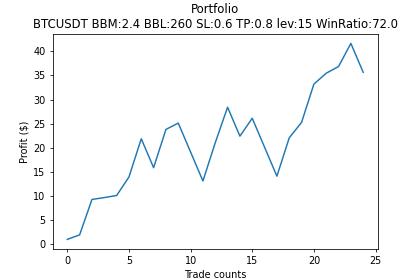 Portfolio
BTCUSDT BBM:2.4 BBL:260 SL:0.6 TP:0.8 lev:15 WinRatio:72.0
Profit ($)
40
35
30
25
20
15
10
5
0
0 5 10 15 20 25
Trade counts